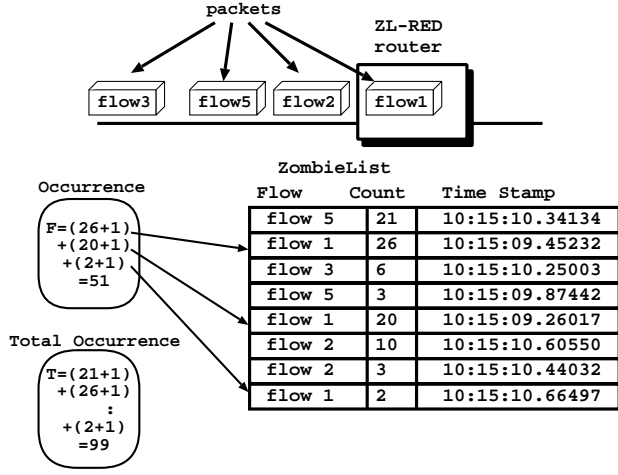 packets
ZL-RED
router
flow3
flow5
flow2
flow1
ZombieList
Occurrence
F=(26+1)
+(20+1)
+(2+1)
=51
Total Occurrence
T=(21+1)
+(26+1)
:
+(2+1)
=99
Flow Count Time Stamp
flow 5 21 10:15:10.34134
flow 1 26 10:15:09.45232
flow 3 6 10:15:10.25003
flow 5 3 10:15:09.87442
flow 1 20 10:15:09.26017
flow 2 10 10:15:10.60550
flow 2 3 10:15:10.44032
flow 1 2 10:15:10.66497